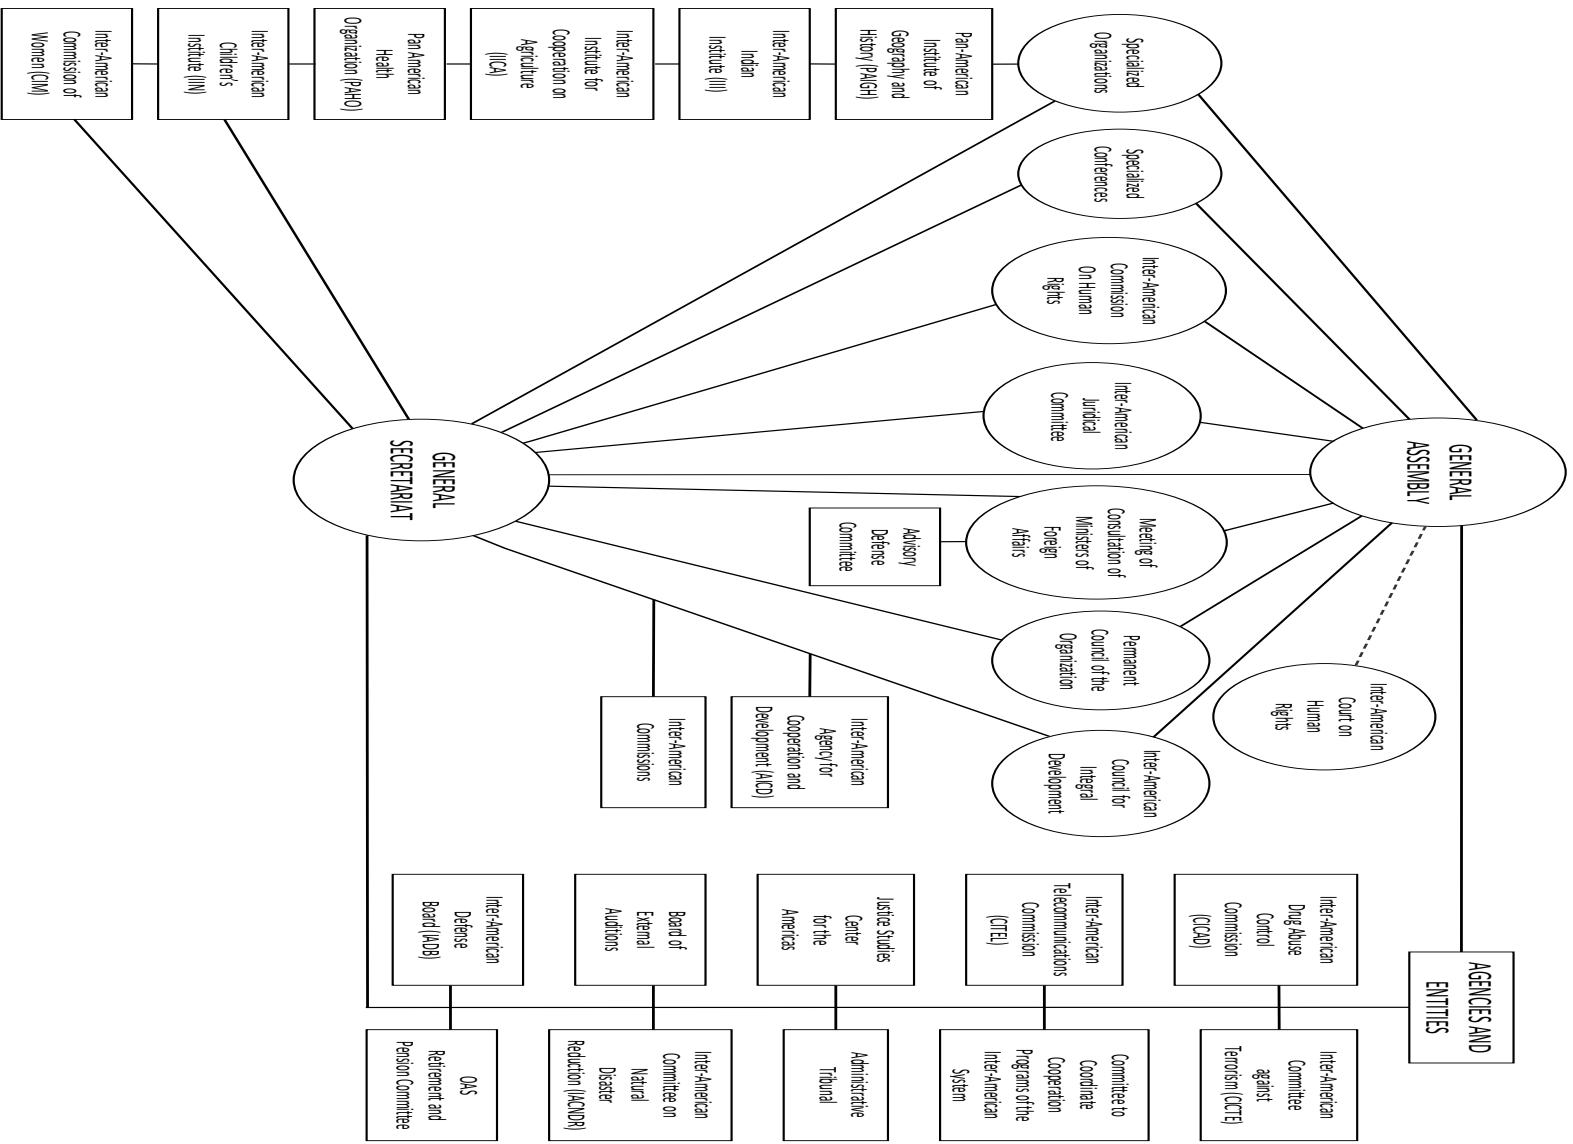 GENERAL
ASSEMBLY
AGENCIES AND
ENTITIES
Inter-American
Court on
Human
Rights
Specialized
Organizations
Specialized
Conferences
Inter-American
Commission
On Human
Rights
Inter-American
Juridical
Committee
Meeting of
Consultation of
Ministers of
Foreign
Affairs
Permanent
Council of the
Organization
Inter-American
Council for
Integral
Development
Inter-American
Drug Abuse
Control
Commission
(CICAD)
Inter-American
Committee
against
Terrorism (CICTE)
Pan-American
Institute of
Geography and
History (PAIGH)
Advisory
Defense
Committee
Inter-American
Telecommunications
Commission
(CITEL)
Committee to
Coordinate
Cooperation
Programs of the
Inter-American
System
Inter-American
Indian
Institute (III)
Inter-American
Agency for
Cooperation and
Development (AICD)
Justice Studies
Center
for the
Americas
Administrative
Tribunal
Inter-American
Institute for
Cooperation on
Agriculture
(IICA)
Inter-American
Commissions
Board of
External
Auditions
Inter-American
Committee on
Natural
Disaster
Reduction (IACNDR)
Pan American
Health
Organization (PAHO)
GENERAL
SECRETARIAT
Inter-American
Defense
Board (IADB)
OAS
Retirement and
Pension Committee
Inter-American
Children's
Institute (IIN)
Inter-American
Commission of
Women (CIM)